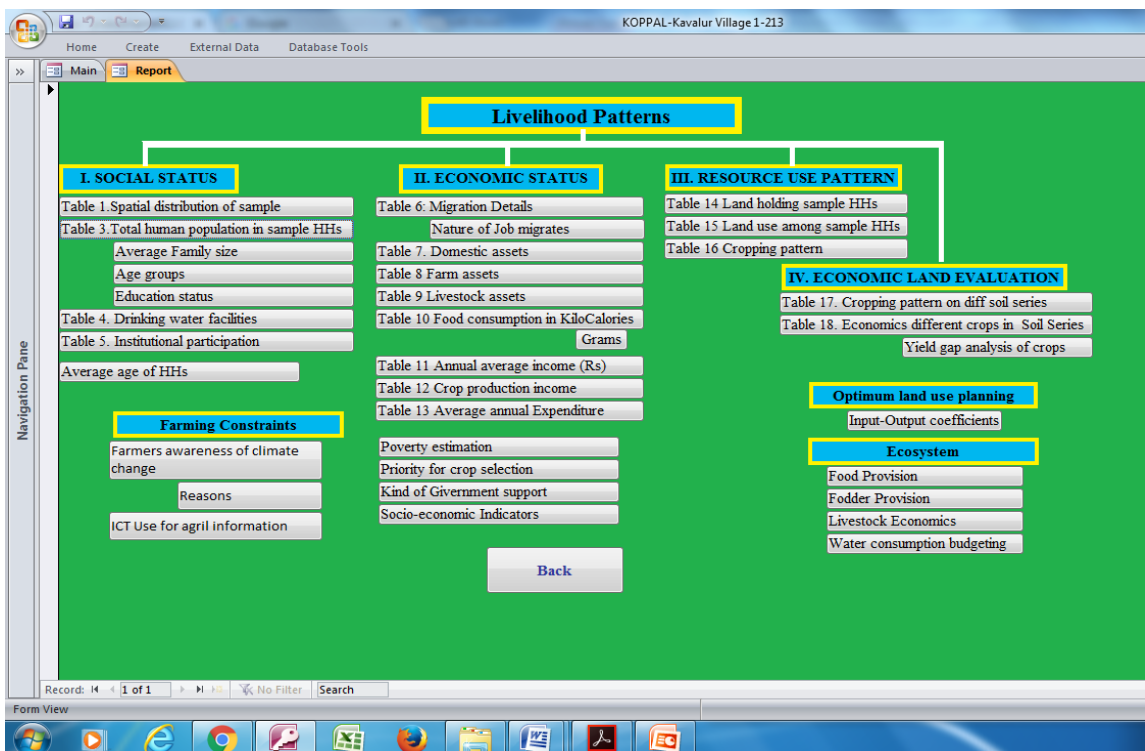 KOPPAL-Kavalur Village 1-213
Home Create External Data Database Tools
Main Report
Navigation Pane
Livelihood Patterns
I. SOCIAL STATUS
Table 1.Spatial distribution of sample
Table 3.Total human population in sample HHs
Average Family size
Age groups
Education status
Table 4. Drinking water facilities
Table 5. Institutional participation
Average age of HHs
Farming Constraints
Farmers awareness of climate
change
Reasons
ICT Use for agril information
II. ECONOMIC STATUS
Table 6: Migration Details
Nature of Job migrates
Table 7. Domestic assets
Table 8 Farm assets
Table 9 Livestock assets
Table 10 Food consumption in KiloCalories
Grams
Table 11 Annual average income (Rs)
Table 12 Crop production income
Table 13 Average annual Expenditure
Poverty estimation
Priority for crop selection
Kind of Givernment support
Socio-economic Indicators
Back
III. RESOURCE USE PATTERN
Table 14 Land holding sample HHs
Table 15 Land use among sample HHs
Table 16 Cropping pattern
IV. ECONOMIC LAND EVALUATION
Table 17. Cropping pattern on diff soil series
Table 18. Economics different crops in Soil Series
Yield gap analysis of crops
Optimum land use planning
Input-Output coefficients
Ecosystem
Food Provision
Fodder Provision
Livestock Economics
Water consumption budgeting
Record: 1 of 1 No Filter Search
Form View